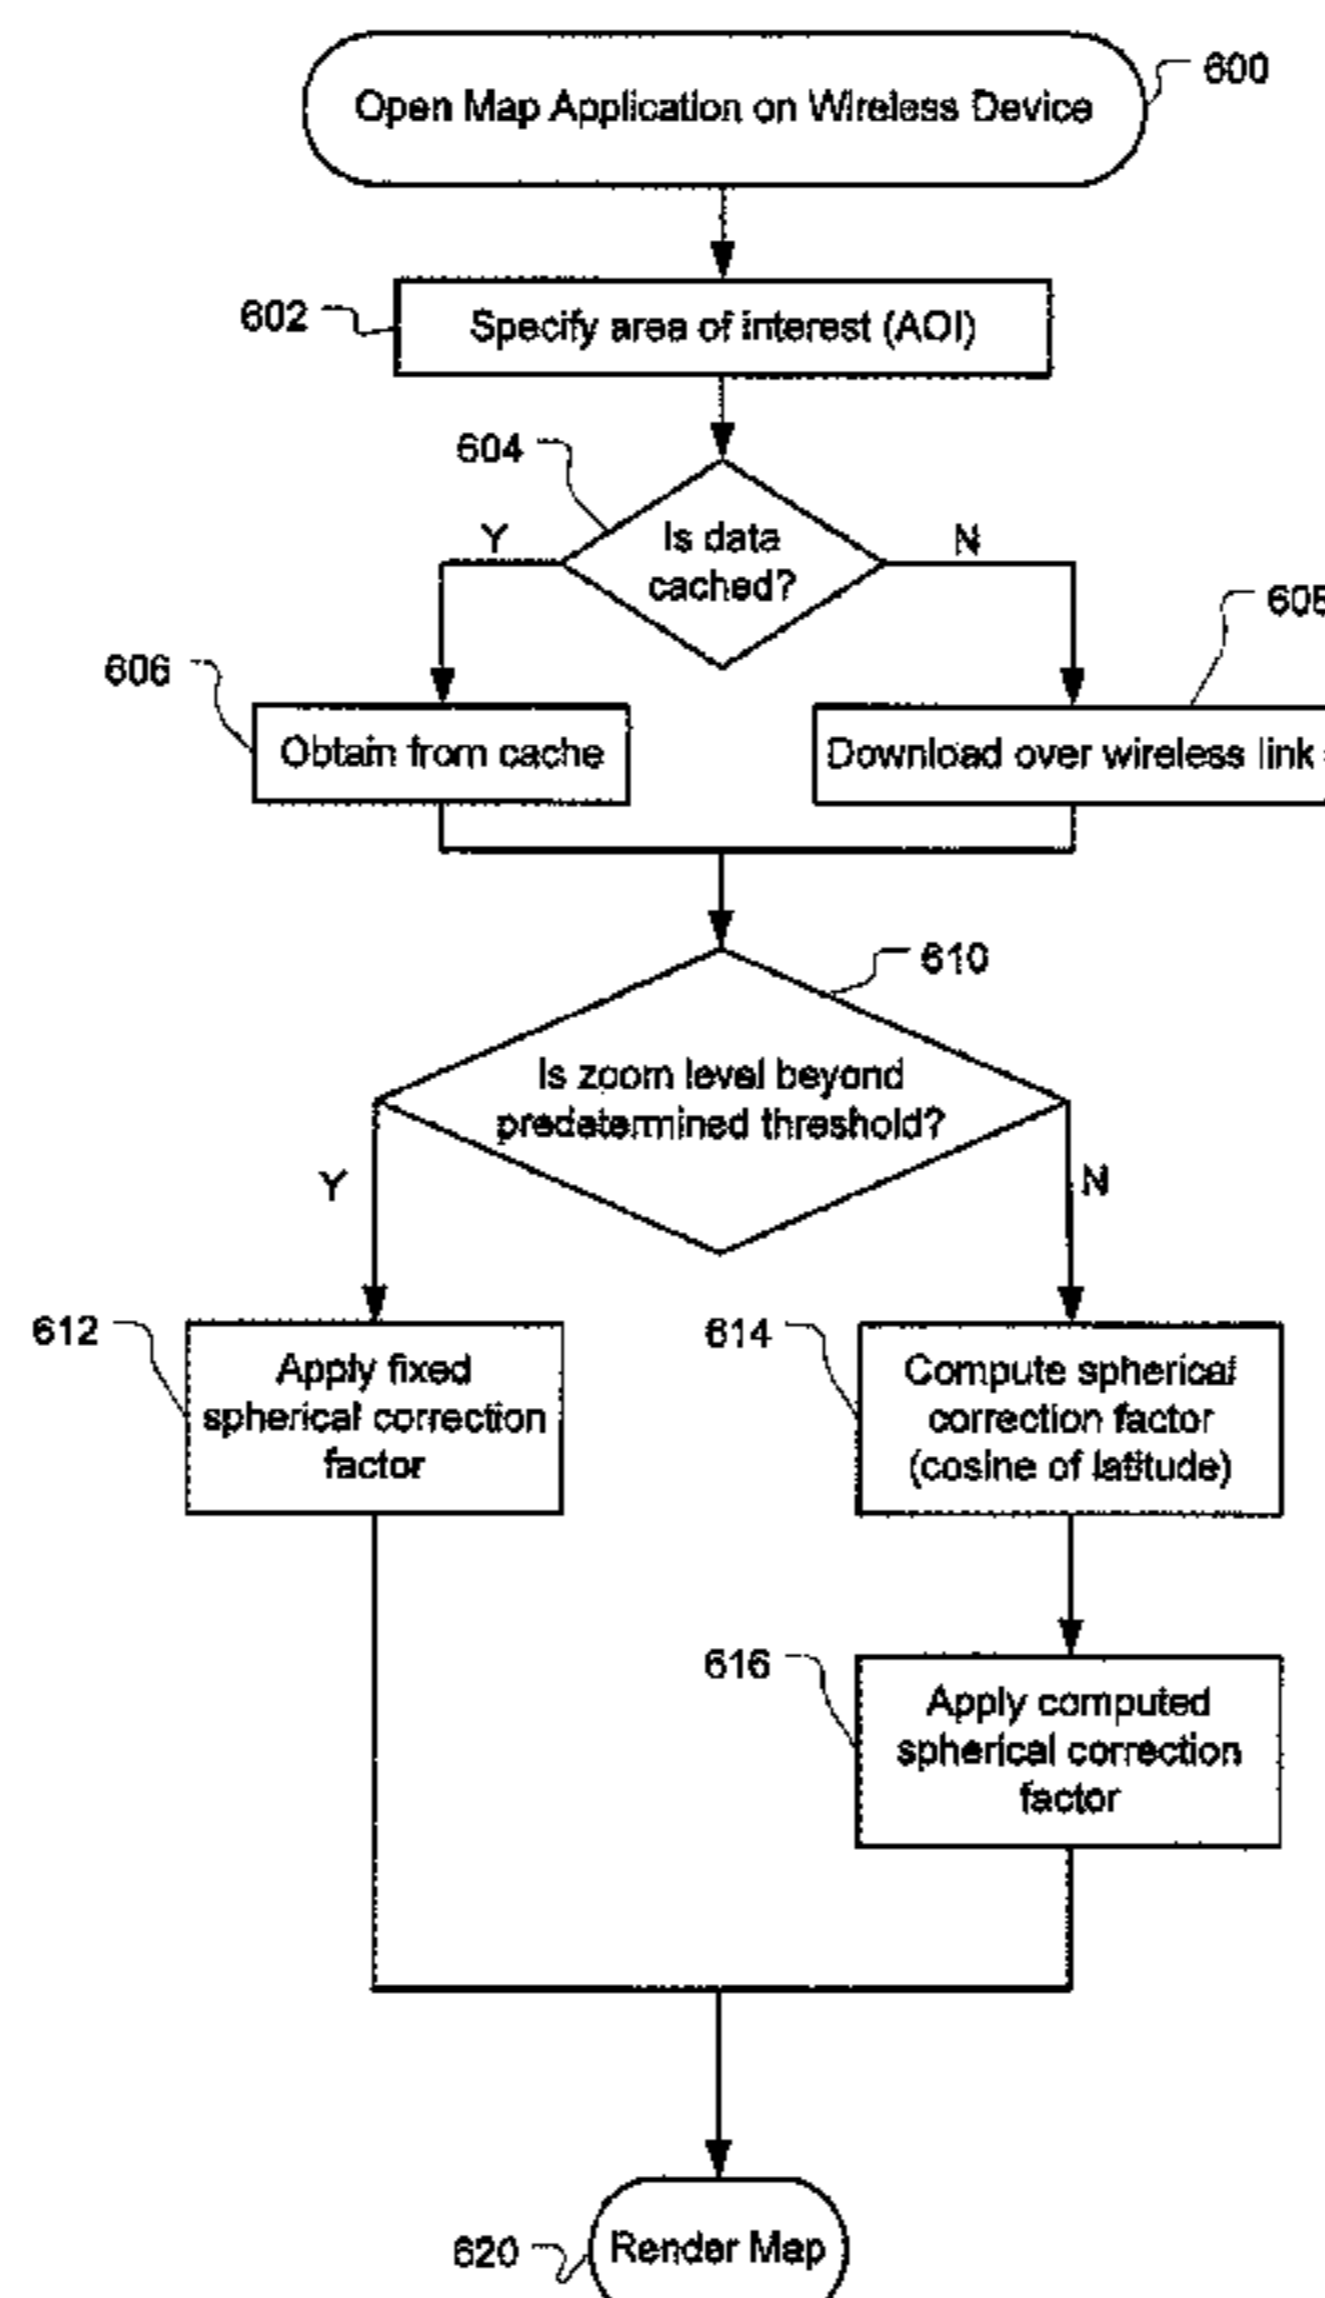 Open Map Application on Wireless Device
600
602
Specify area of interest (AOI)
604
Y
Is data
cached?
N
606
Obtain from cache
Download over wireless link
610
Is zoom level beyond
predetermined threshold?
Y
N
612
Apply fixed
spherical correction
factor
614
Compute spherical
correction factor
(cosine of latitude)
616
Apply computed
spherical correction
factor
620
Render Map